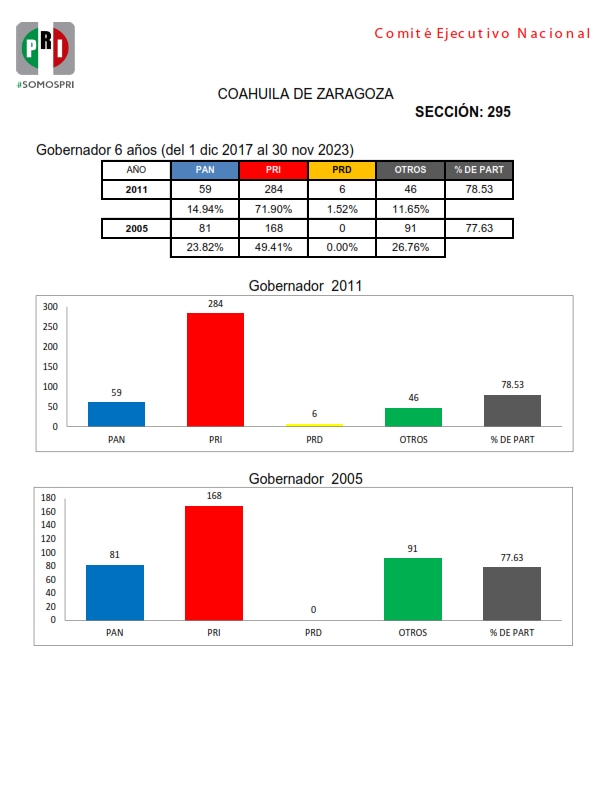 Comité Ejecutivo Nacional
PRI
#SOMOSPRI
COAHUILA DE ZARAGOZA
SECCIÓN: 295
Gobernador 6 años (del 1 dic 2017 al 30 nov 2023)
AÑO PAN PRI PRD OTROS % DE PART
2011 59 284 6 46 78.53
14.94% 71.90% 1.52% 11.65%
2005 81 168 0 91 77.63
23.82% 49.41% 0.00% 26.76%
Gobernador 2011
300
250
200
150
100
50
0
59 284 6 46 78.53
PAN PRI PRD OTROS % DE PART
Gobernador 2005
180
160
140
120
100
80
60
40
20
0
81 168 0 91 77.63
PAN PRI PRD OTROS % DE PART